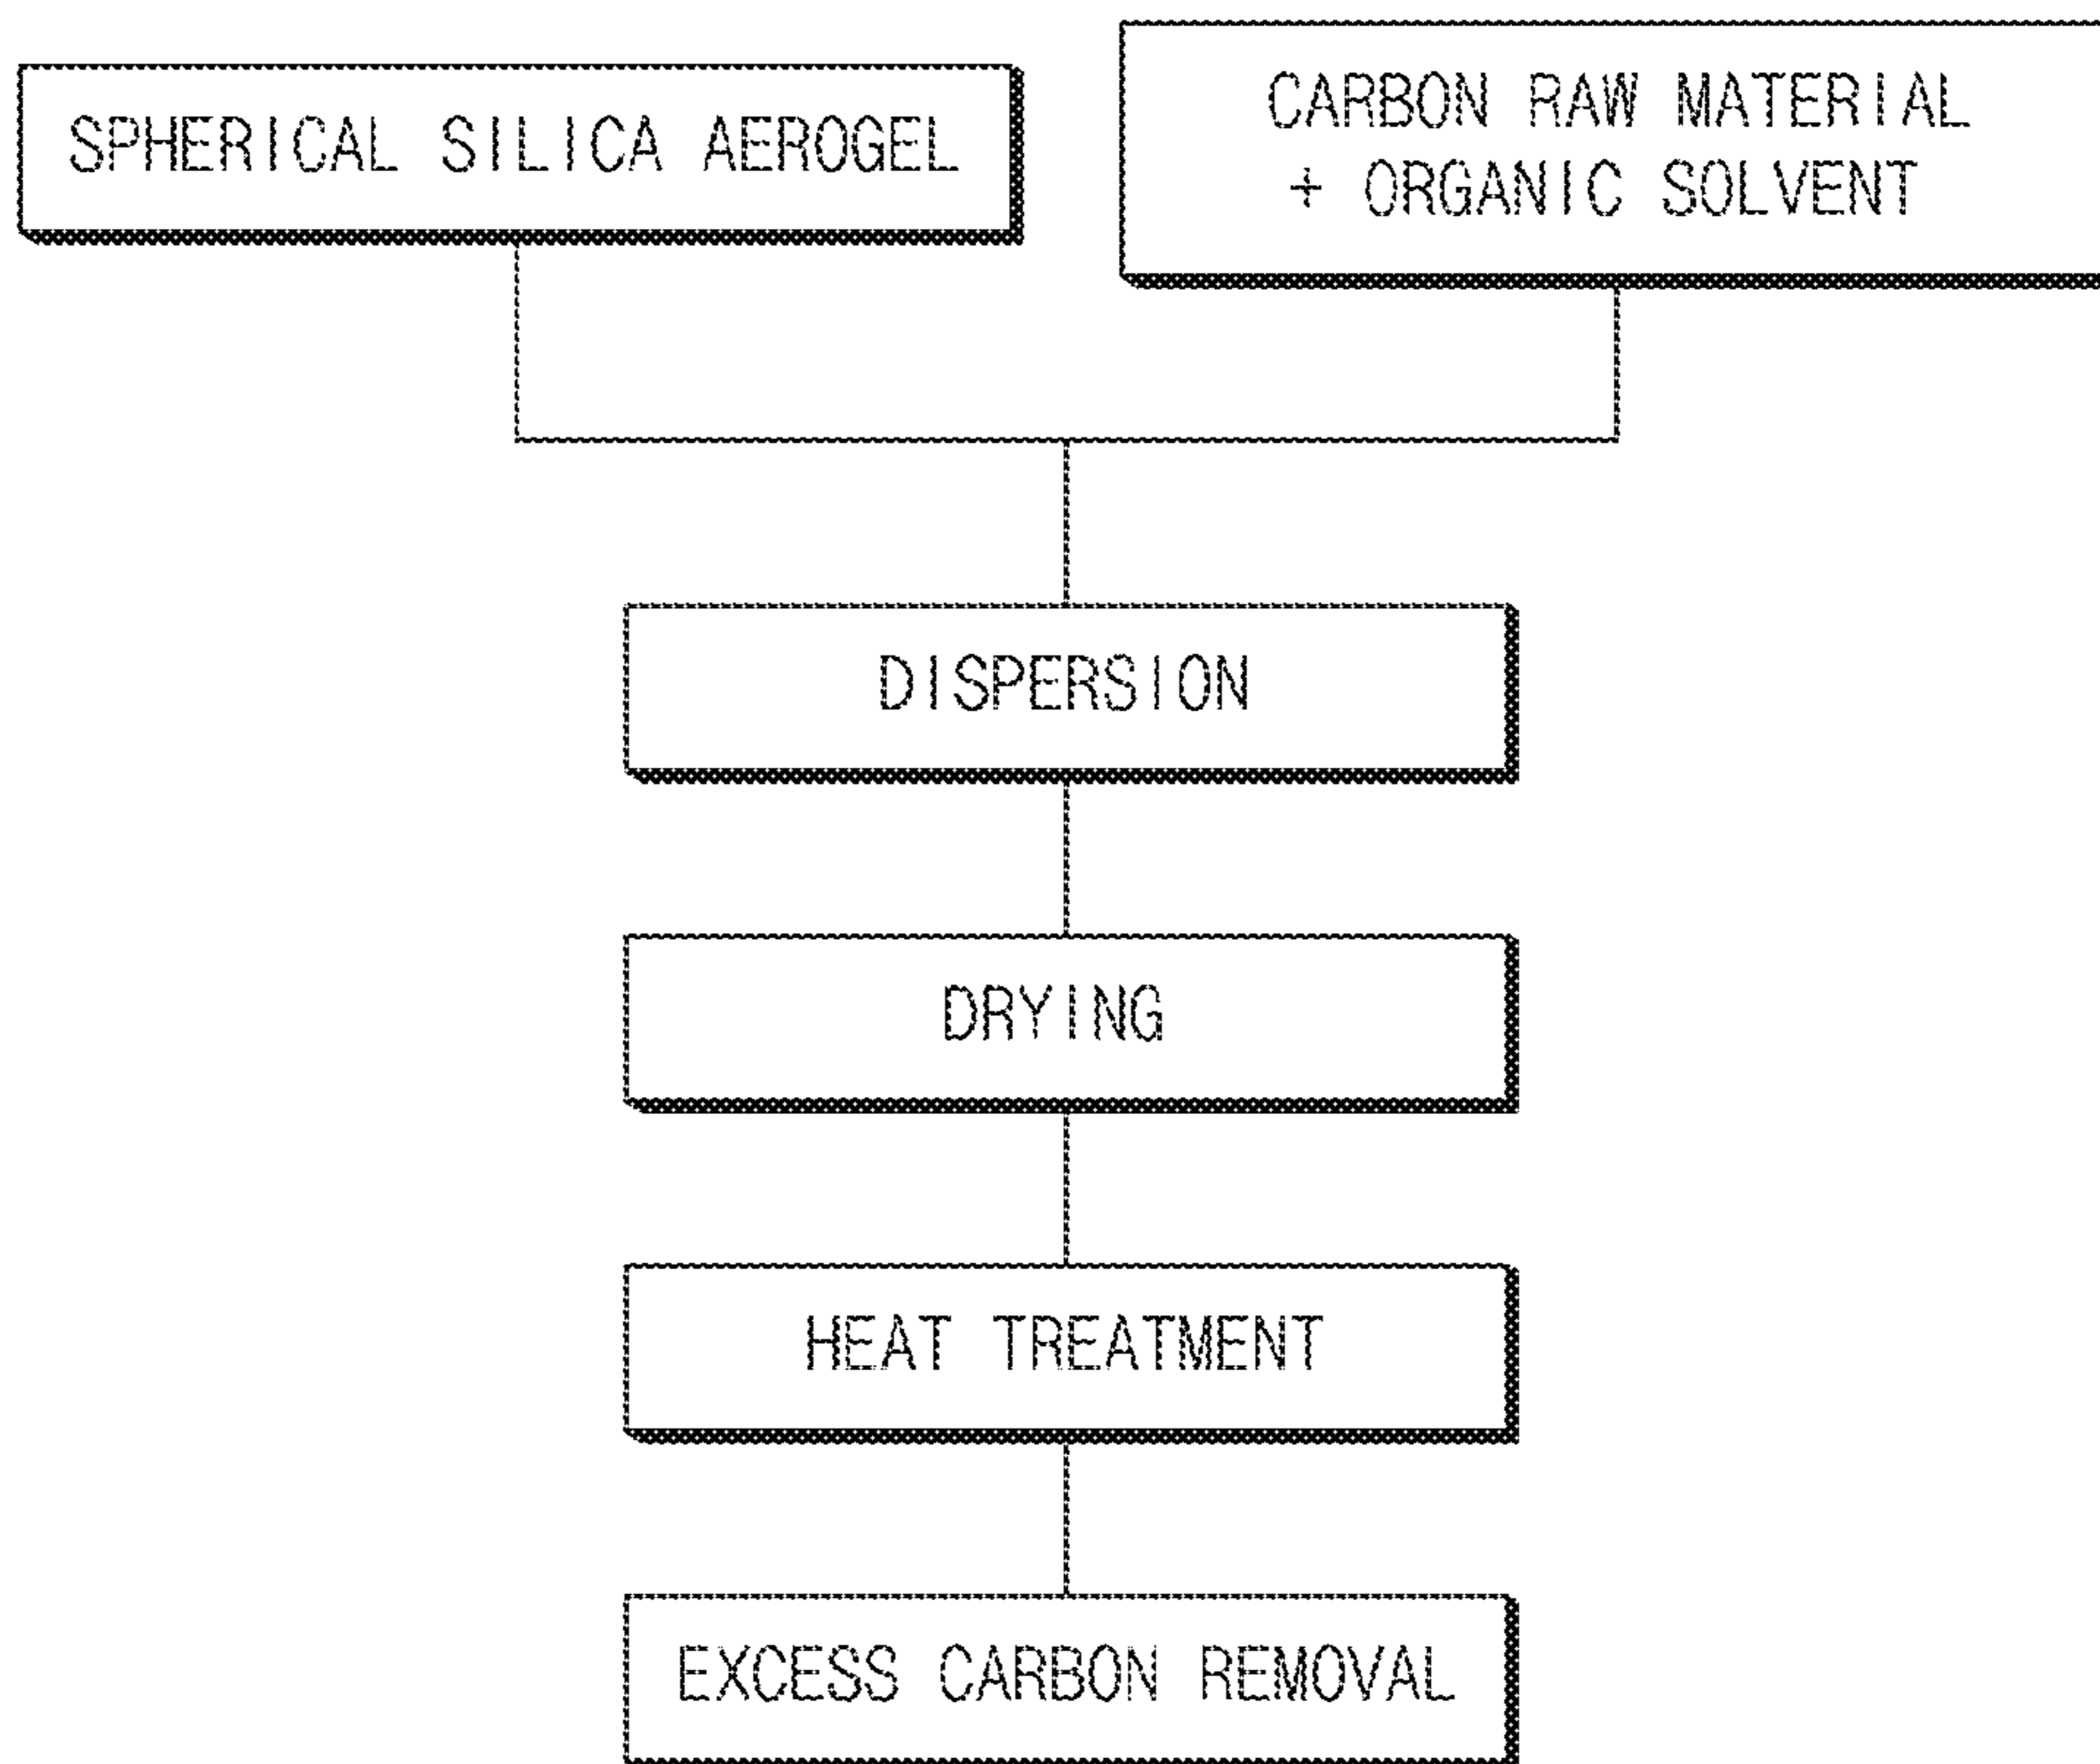 SPHERICAL SILICA AEROGEL
CARBON RAW MATERIAL
+ ORGANIC SOLVENT
DISPERSION
DRYING
HEAT TREATMENT
EXCESS CARBON REMOVAL